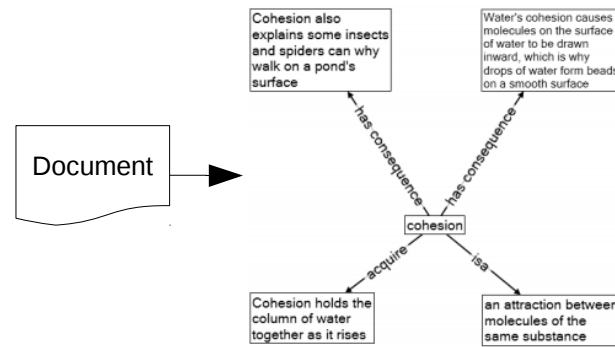 Cohesion also
explains some insects
and spiders can why
walk on a pond's
surface
Water's cohesion causes
molecules on the surface
of water to be drawn
inward, which is why
drops of water form beads
on a smooth surface
has consequence
has consequence
Document
cohesion
acquire
isa
Cohesion holds the
column of water
together as it rises
an attraction between
molecules of the
same substance